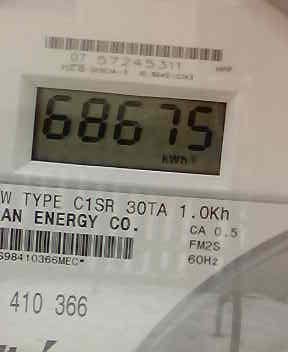 07 57245311
68675
kWh
W TYPE C1SR 30TA 1.0Kh
AN ENERGY CO.
CA 0.5
FM2S
60Hz
S98410366MEC*
410 366